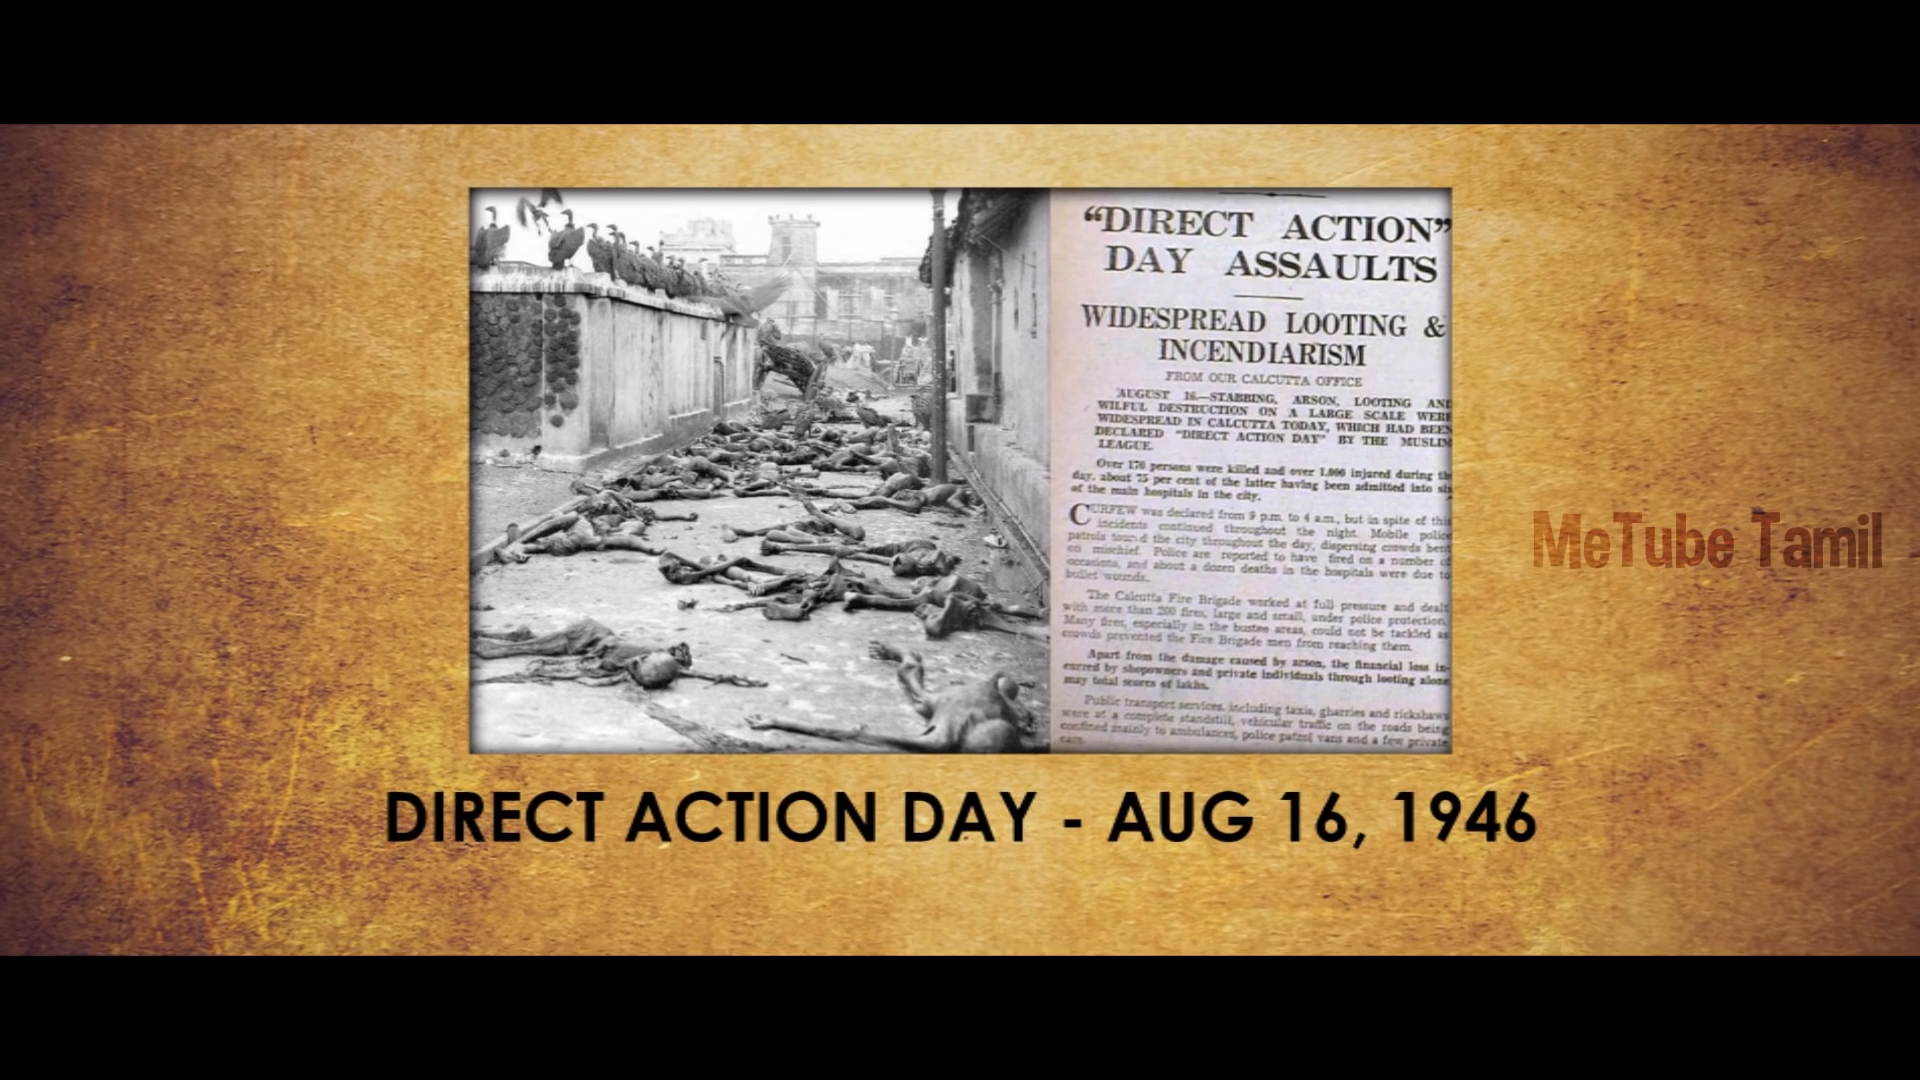 “DIRECT ACTION”
DAY ASSAULTS
WIDESPREAD LOOTING &
INCENDIARISM
FROM OUR CALCUTTA OFFICE
AUGUST 16.—STABBING, ARSON, LOOTING AND
WILFUL DESTRUCTION ON A LARGE SCALE WERE
WIDESPREAD IN CALCUTTA TODAY, WHICH HAD BEEN
DECLARED "DIRECT ACTION DAY" BY THE MUSLIM
LEAGUE.
Over 170 persons were killed and over 1,000 injured during the
day, about 75 per cent of the latter having been admitted into six
of the main hospitals in the city.
CURFEW was declared from 9 p.m. to 4 a.m., but in spite of this
incidents continued throughout the night. Mobile police
patrols toured the city throughout the day, dispersing crowds bent
on mischief. Police are reported to have fired on a number of
occasions, and about a dozen deaths in the hospitals were due to
bullet wounds.
The Calcutta Fire Brigade worked at full pressure and dealt
with more than 200 fires, large and small, under police protection.
Many fires, especially in the bustee areas, could not be tackled as
crowds prevented the Fire Brigade men from reaching them.
Apart from the damage caused by arson, the financial loss in-
curred by shopowners and private individuals through looting alone
may total scores of lakhs.
Public transport services, including taxis, gharries and rickshaws
were at a complete standstill, vehicular traffic on the roads being
confined mainly to ambulances, police patrol vans and a few private
cars.
MeTube Tamil
DIRECT ACTION DAY - AUG 16, 1946